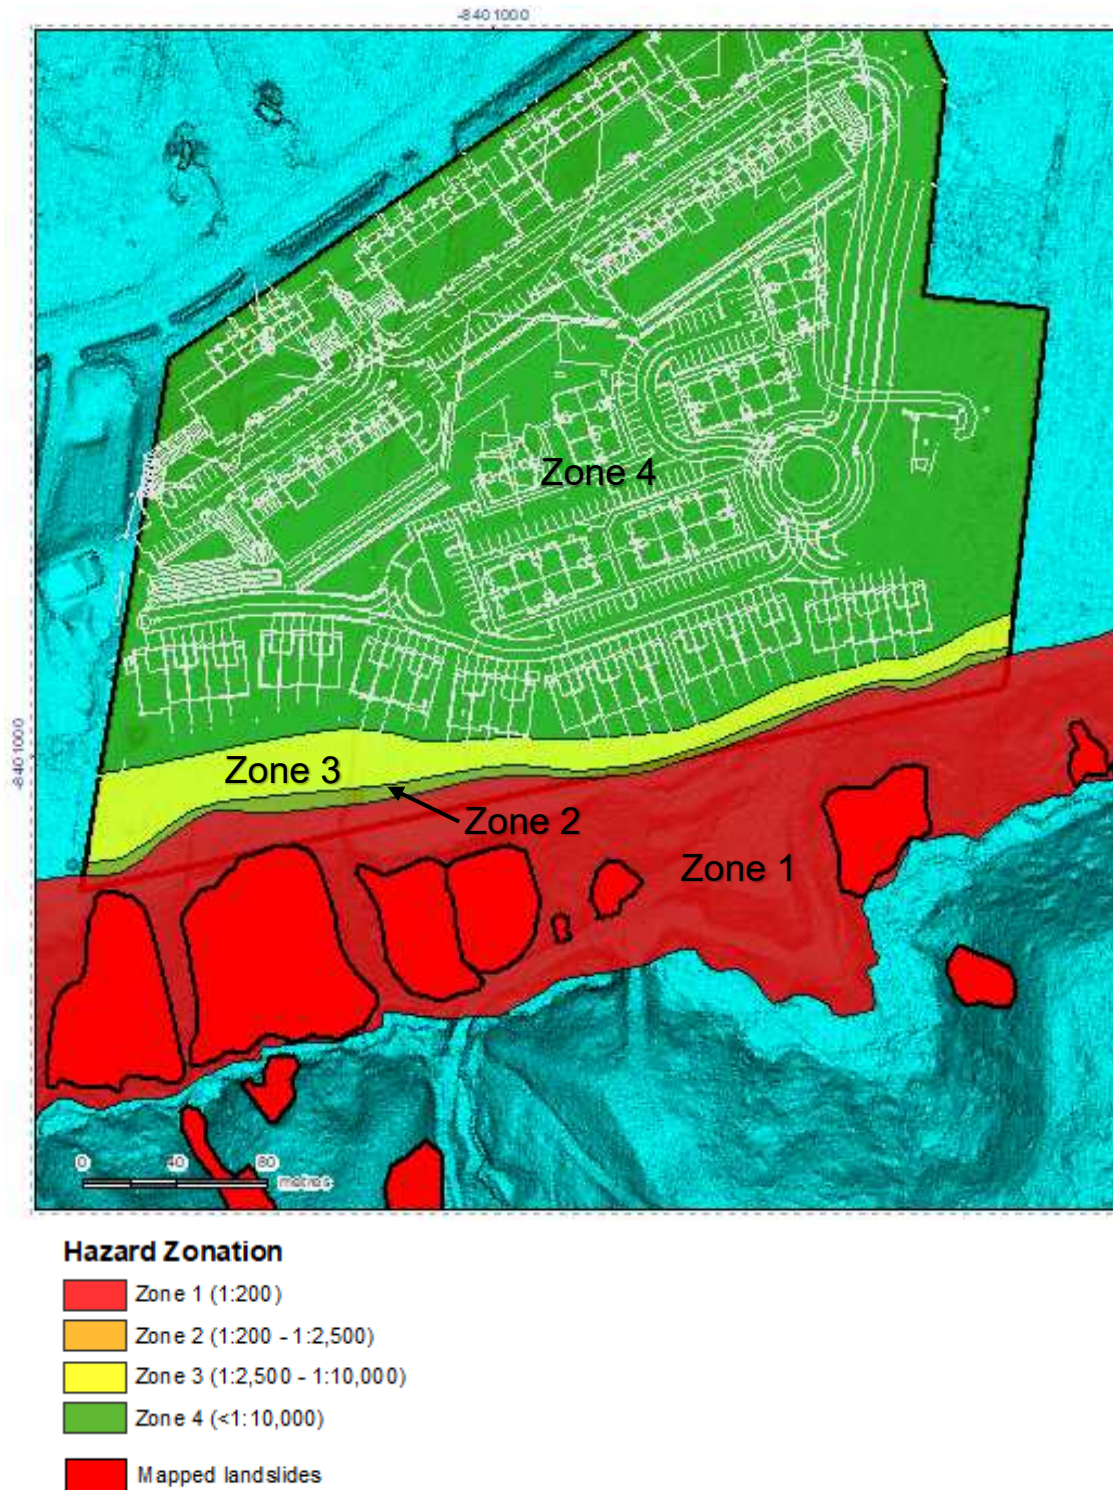 -8401000
-8401000
Zone 4
Zone 3
Zone 2
Zone 1
0 40 80
metres
Hazard Zonation
Zone 1 (1:200)
Zone 2 (1:200 - 1:2,500)
Zone 3 (1:2,500 - 1:10,000)
Zone 4 (<1:10,000)
Mapped landslides